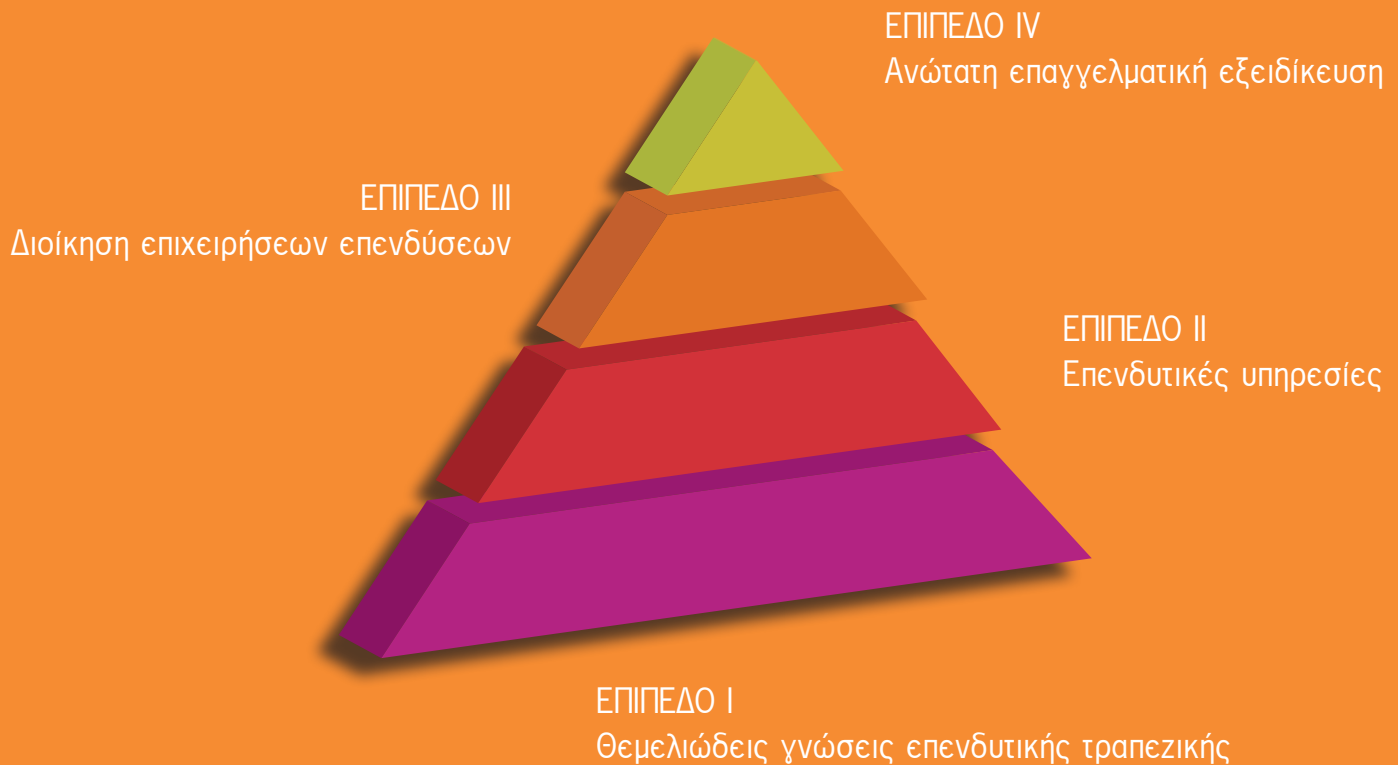 ΕΠΙΠΕΔΟ IV
Ανώτατη επαγγελματική εξειδίκευση
ΕΠΙΠΕΔΟ III
Διοίκηση επιχειρήσεων επενδύσεων
ΕΠΙΠΕΔΟ II
Επενδυτικές υπηρεσίες
ΕΠΙΠΕΔΟ I
Θεμελιώδεις γνώσεις επενδυτικής τραπεζικής